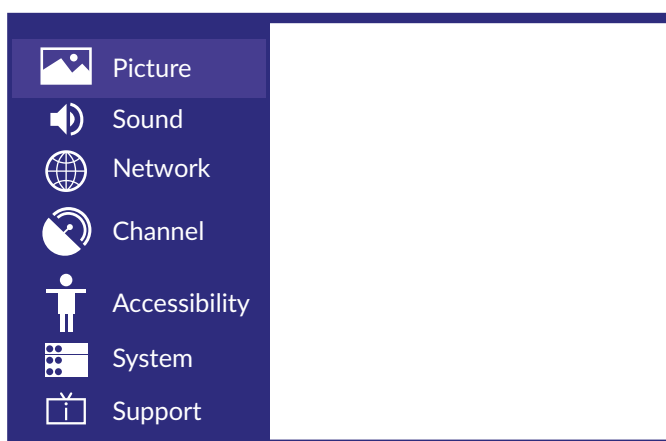 Picture
Sound
Network
Channel
Accessibility
System
Support